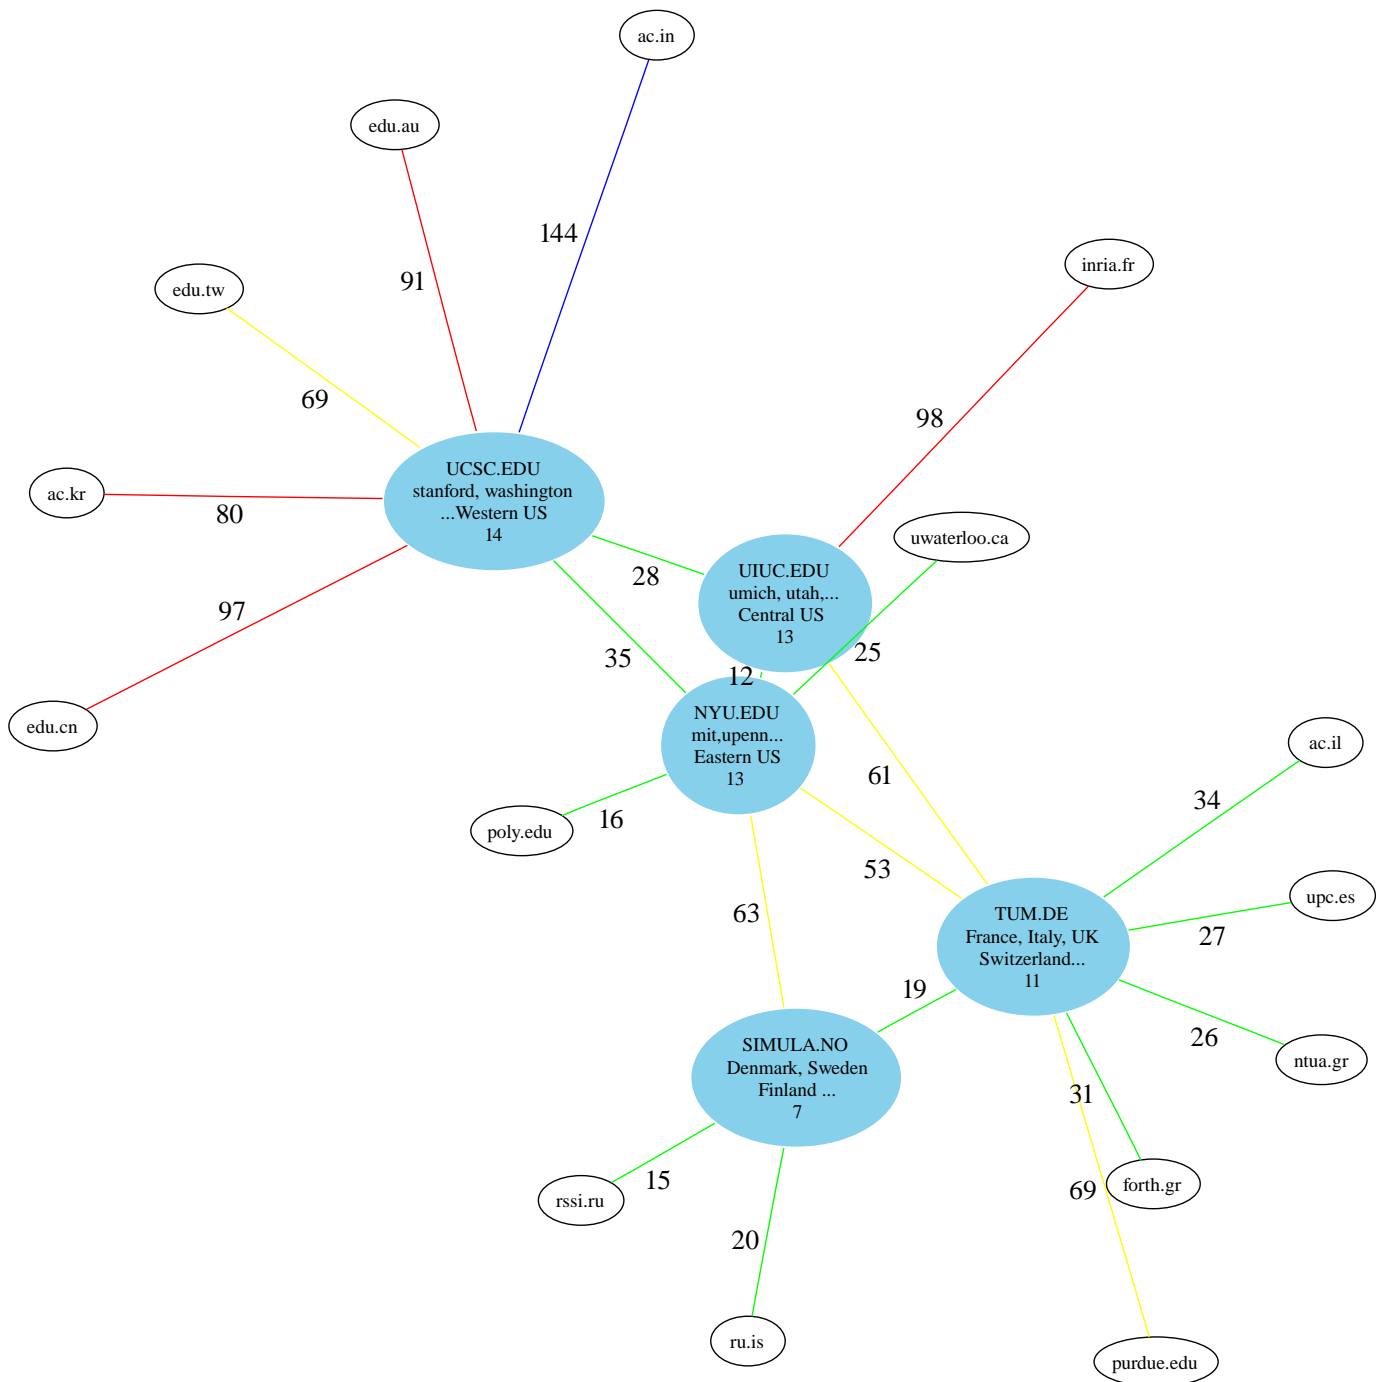 ac.in
edu.au
144
inria.fr
edu.tw
91
69
98
UCSC.EDU
stanford, washington
...Western US
14
ac.kr
80
uwaterloo.ca
28
UIUC.EDU
umich, utah,...
Central US
13
97
35
25
12
edu.cn
NYU.EDU
mit,upenn...
Eastern US
13
ac.il
61
34
16
poly.edu
53
63
upc.es
TUM.DE
France, Italy, UK
Switzerland...
11
27
19
26
ntua.gr
SIMULA.NO
Denmark, Sweden
Finland ...
7
31
15
rssi.ru
69
forth.gr
20
ru.is
purdue.edu